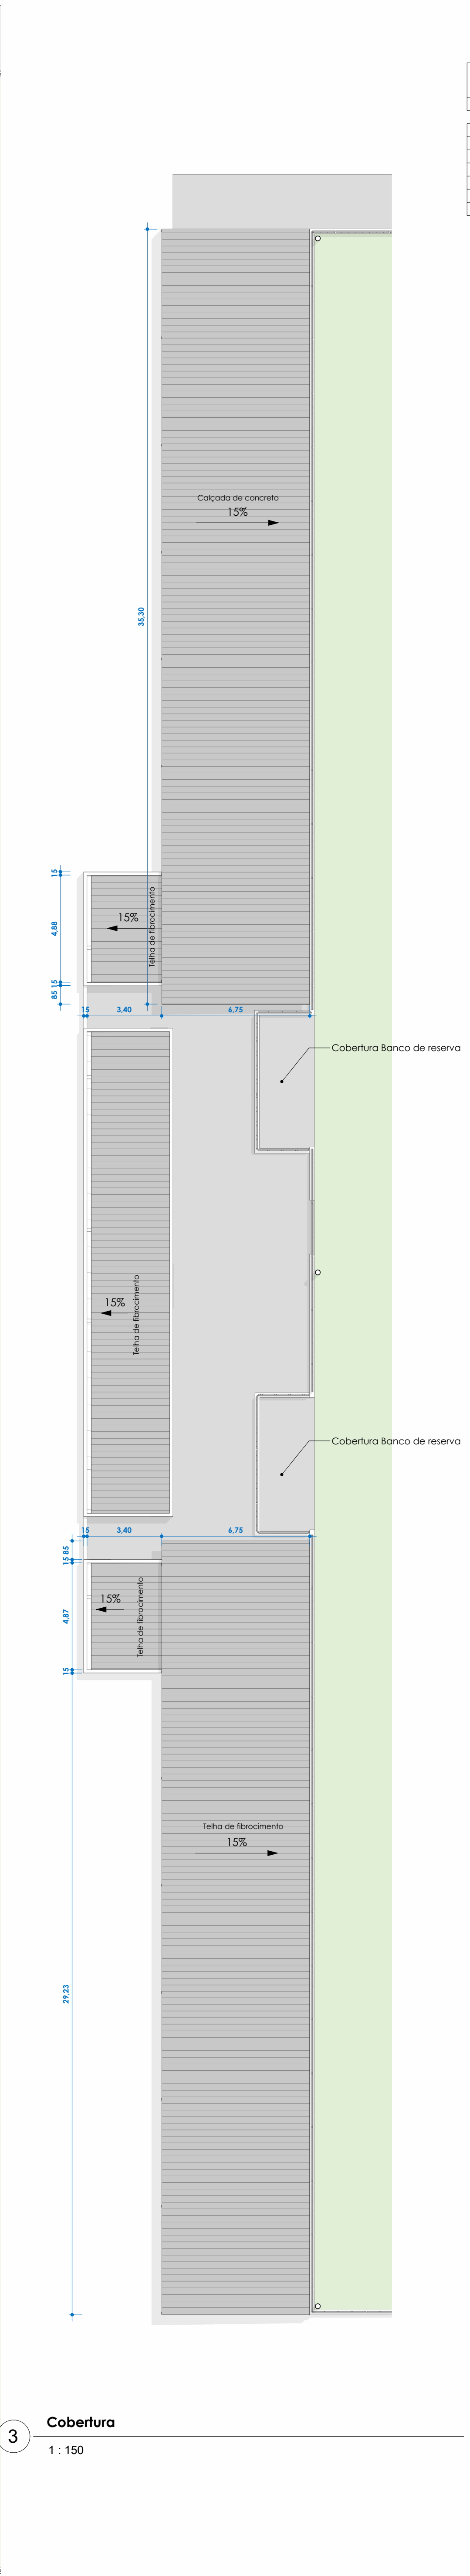 Calçada de concreto
15%
35,30
15
4,88
15
85
15%
Telha de fibrocimento
15
3,40
6,75
Cobertura Banco de reserva
15%
Telha de fibrocimento
Cobertura Banco de reserva
15
3,40
6,75
85
15
4,87
15
15%
Telha de fibrocimento
Telha de fibrocimento
15%
29,23
3
Cobertura
1 : 150